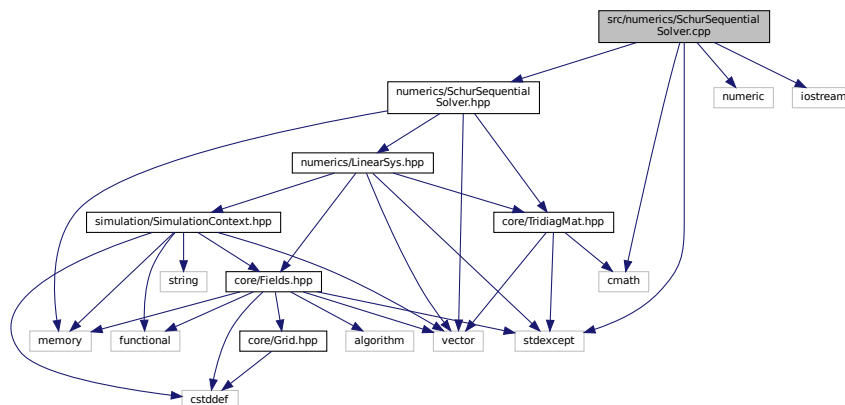 src/numerics/SchurSequential
Solver.cpp
numerics/SchurSequential
Solver.hpp
numeric
iostream
numerics/LinearSys.hpp
simulation/SimulationContext.hpp
core/TridiagMat.hpp
string
core/Fields.hpp
cmath
memory
functional
core/Grid.hpp
algorithm
vector
stdexcept
cstddef